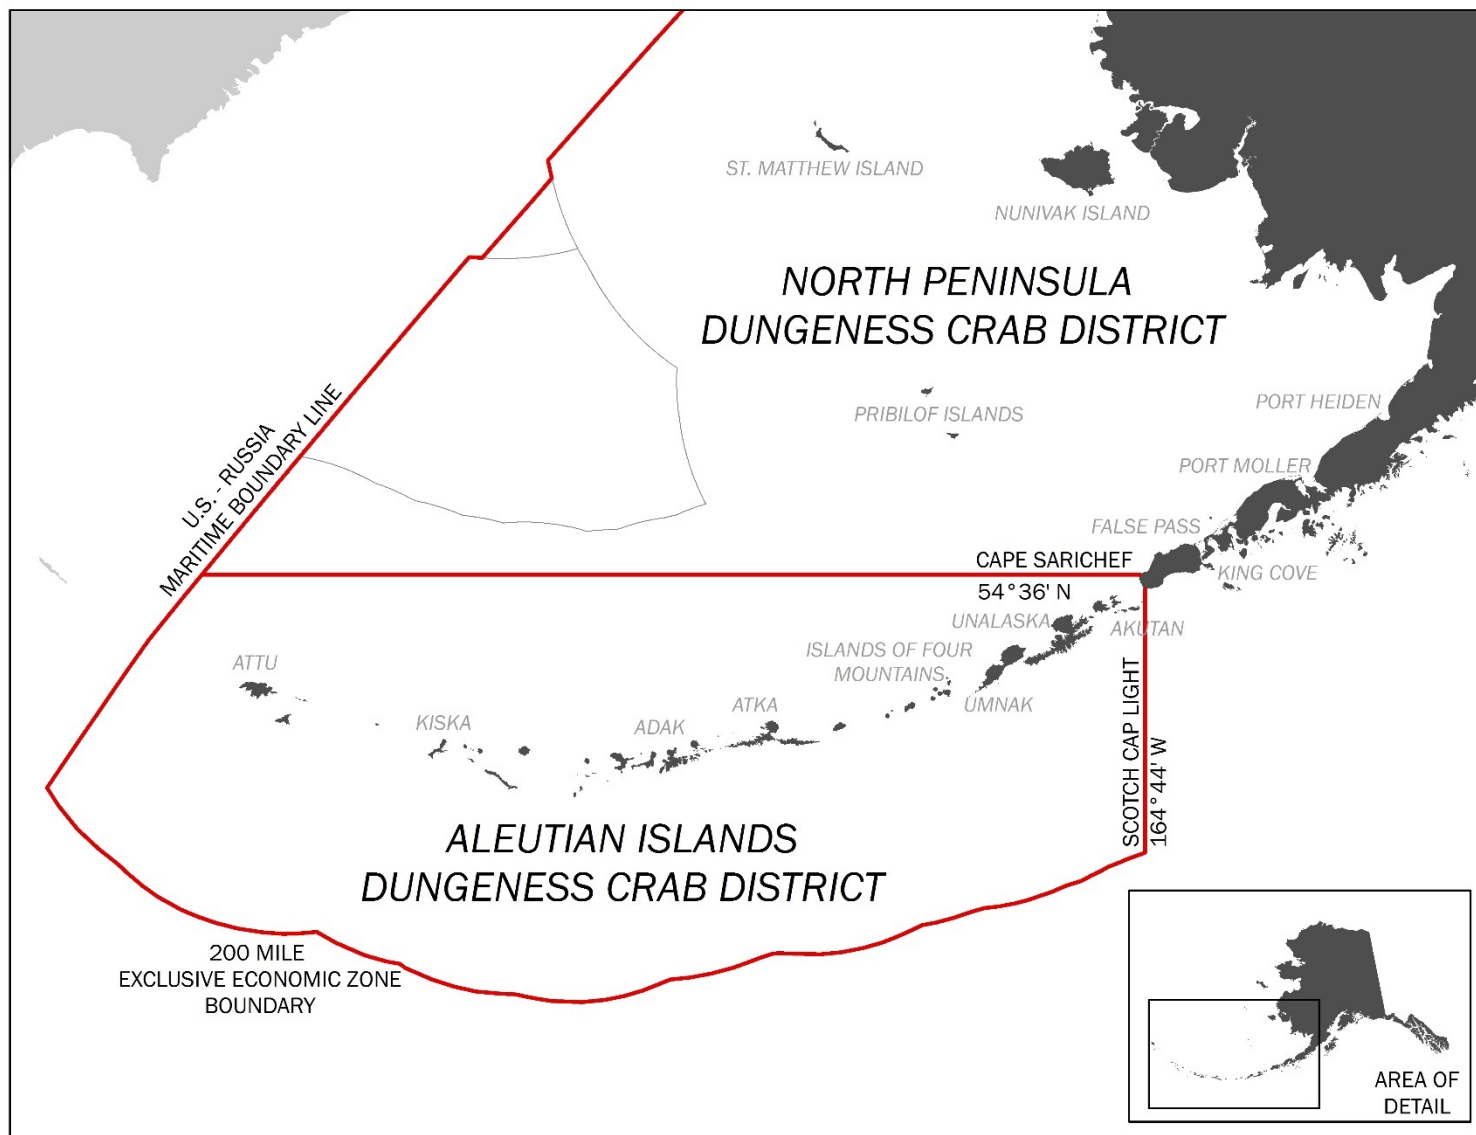 ST. MATTHEW ISLAND
NUNIVAK ISLAND
NORTH PENINSULA
DUNGENESS CRAB DISTRICT
PRIBILOF ISLANDS
PORT HEIDEN
PORT MOLLER
FALSE PASS
KING COVE
U.S. - RUSSIA
MARITIME BOUNDARY LINE
CAPE SARICHEF
54°36' N
UNALASKA
AKUTAN
ISLANDS OF FOUR
MOUNTAINS
UMNAK
ATTU
KISKA
ADAK
ATKA
SCOTCH CAP LIGHT
164°44' W
ALEUTIAN ISLANDS
DUNGENESS CRAB DISTRICT
200 MILE
EXCLUSIVE ECONOMIC ZONE
BOUNDARY
AREA OF
DETAIL